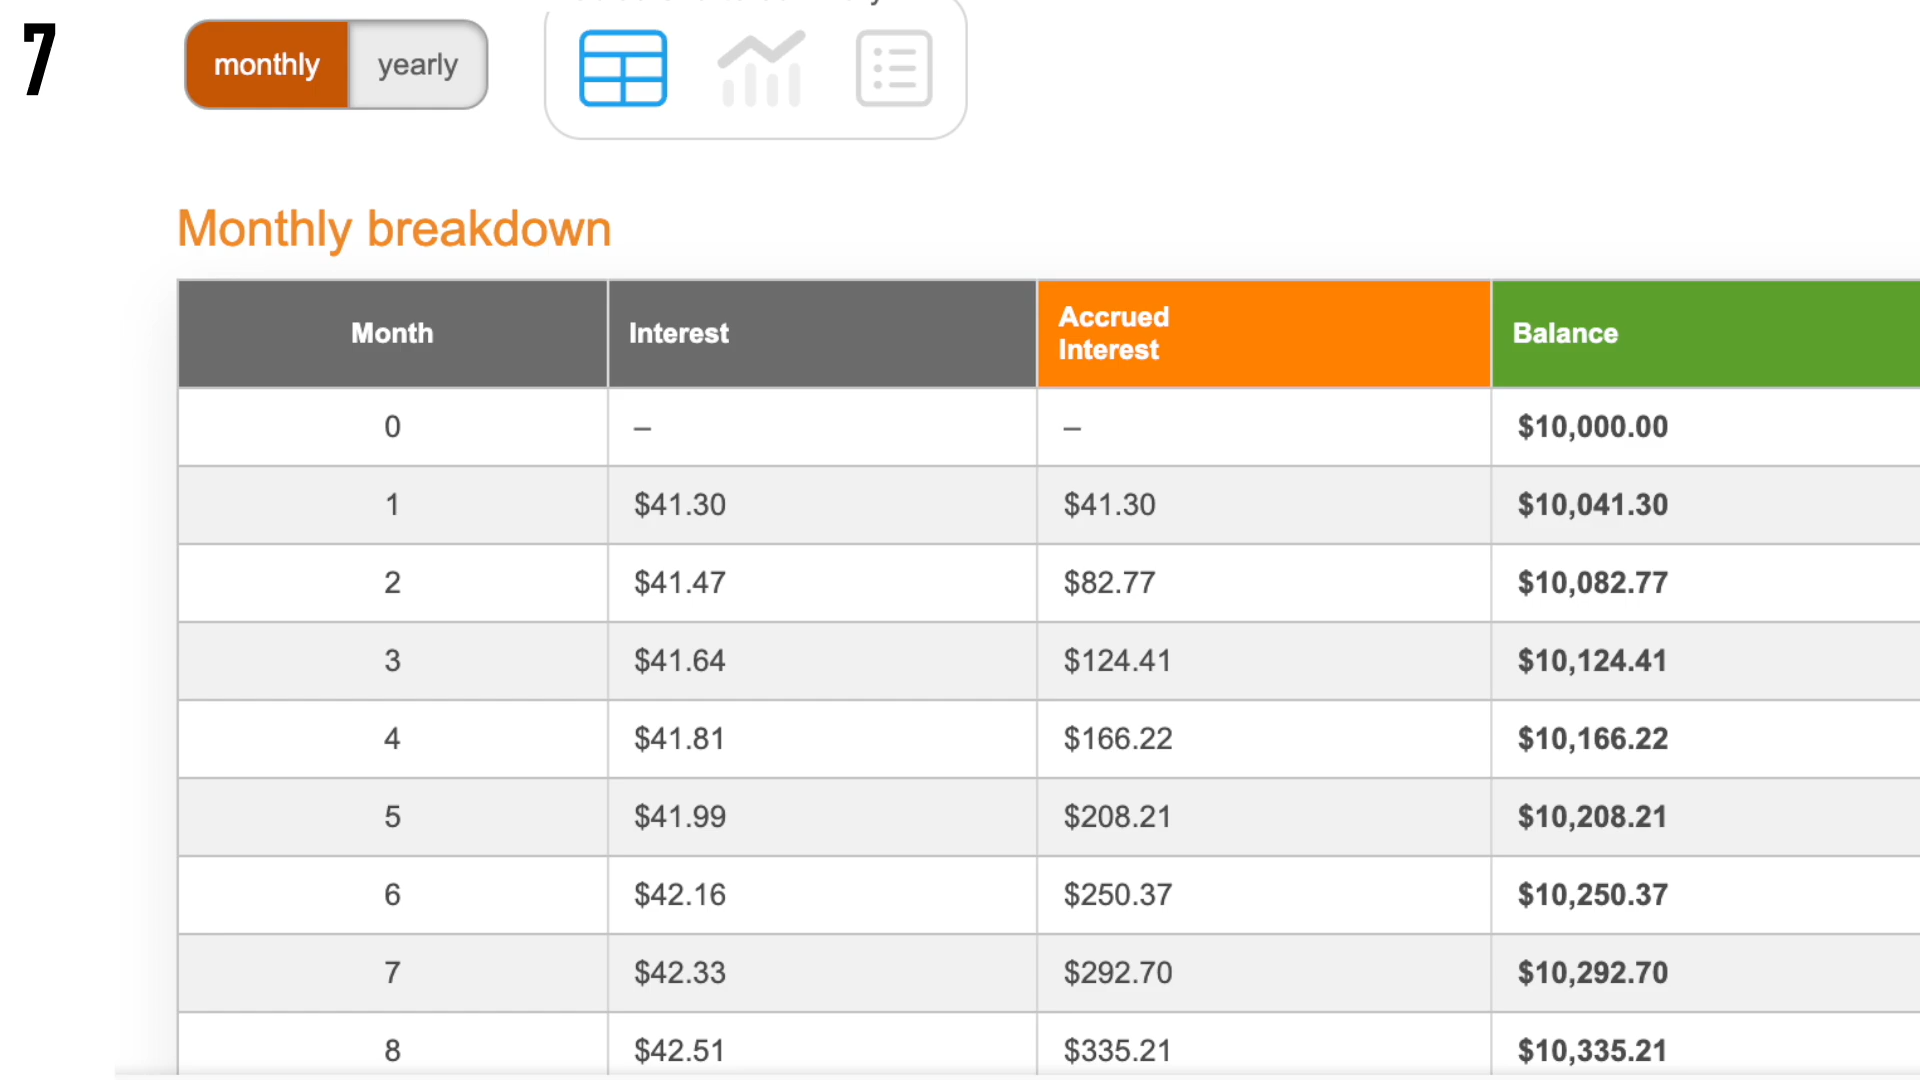 7
monthly yearly
Monthly breakdown
Month Interest Accrued Interest Balance
0 – – $10,000.00
1 $41.30 $41.30 $10,041.30
2 $41.47 $82.77 $10,082.77
3 $41.64 $124.41 $10,124.41
4 $41.81 $166.22 $10,166.22
5 $41.99 $208.21 $10,208.21
6 $42.16 $250.37 $10,250.37
7 $42.33 $292.70 $10,292.70
8 $42.51 $335.21 $10,335.21